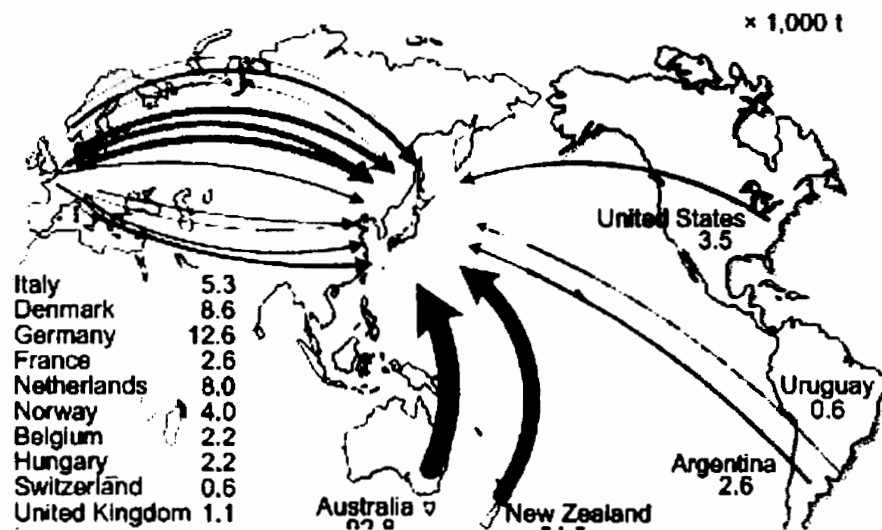 × 1,000 t
United States
3.5
Italy 5.3
Denmark 8.6
Germany 12.6
France 2.6
Netherlands 8.0
Norway 4.0
Belgium 2.2
Hungary 2.2
Switzerland 0.6
United Kingdom 1.1
Uruguay
0.6
Argentina
2.6
Australia
New Zealand